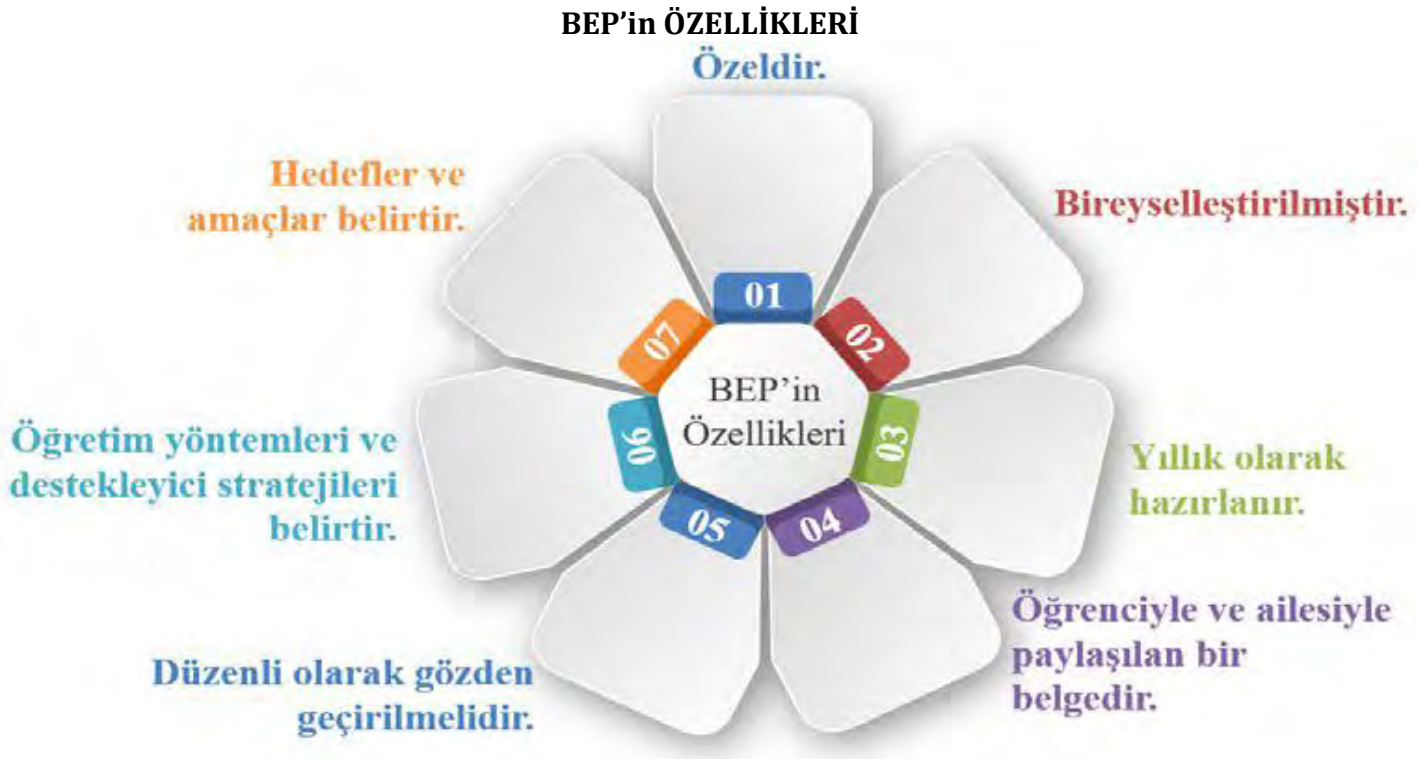 BEP’in ÖZELLİKLERİ
Özeldir.
01
Bireyselleştirilmiştir.
02
Yıllık olarak
hazırlanır.
03
Öğrenciyle ve ailesiyle
paylaşılan bir
belgedir.
04
Düzenli olarak gözden
geçirilmelidir.
05
Öğretim yöntemleri ve
destekleyici stratejileri
belirtir.
06
Hedefler ve
amaçlar belirtir.
07
BEP’in
Özellikleri